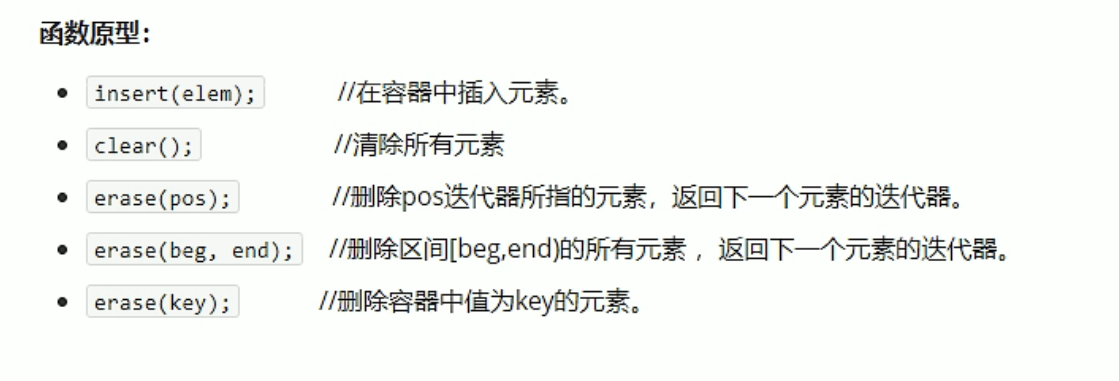 函数原型：
insert(elem); //在容器中插入元素。
clear(); //清除所有元素
erase(pos); //删除pos迭代器所指的元素，返回下一个元素的迭代器。
erase(beg, end); //删除区间[beg,end)的所有元素 ，返回下一个元素的迭代器。
erase(key); //删除容器中值为key的元素。